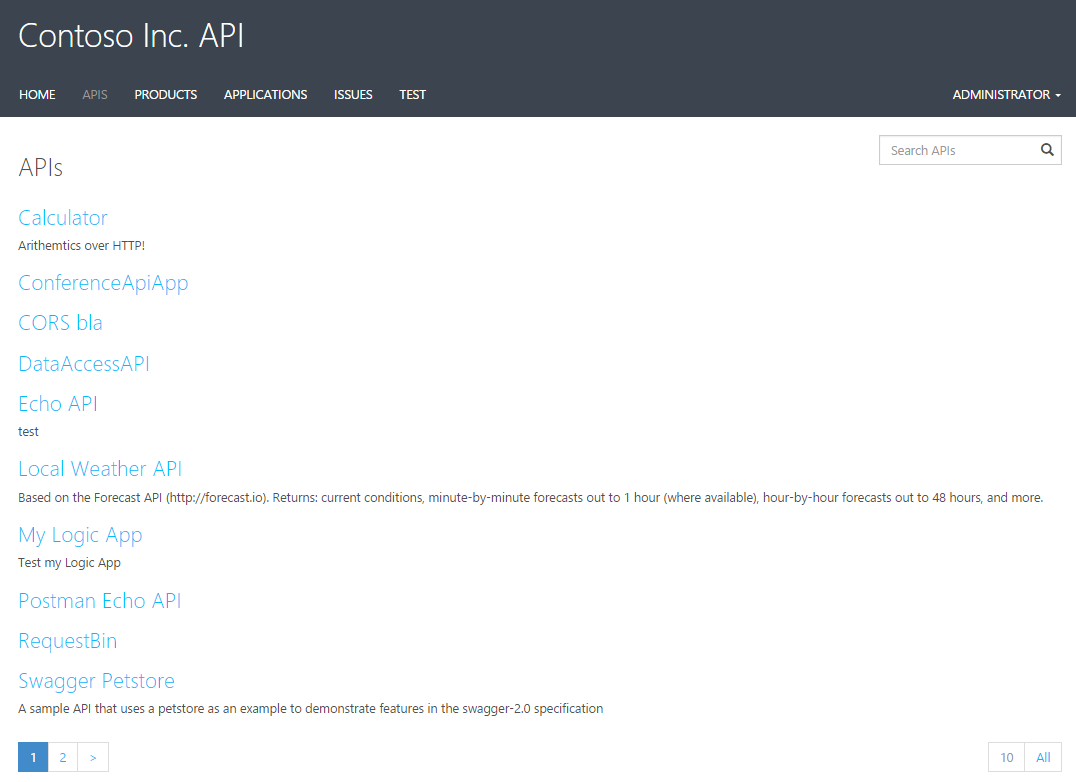 Contoso Inc. API
HOME APIS PRODUCTS APPLICATIONS ISSUES TEST ADMINISTRATOR
Search APIs
APIs
Calculator
Arithemtics over HTTP!
ConferenceApiApp
CORS bla
DataAccessAPI
Echo API
test
Local Weather API
Based on the Forecast API (http://forecast.io). Returns: current conditions, minute-by-minute forecasts out to 1 hour (where available), hour-by-hour forecasts out to 48 hours, and more.
My Logic App
Test my Logic App
Postman Echo API
RequestBin
Swagger Petstore
A sample API that uses a petstore as an example to demonstrate features in the swagger-2.0 specification
1 2 > 10 All